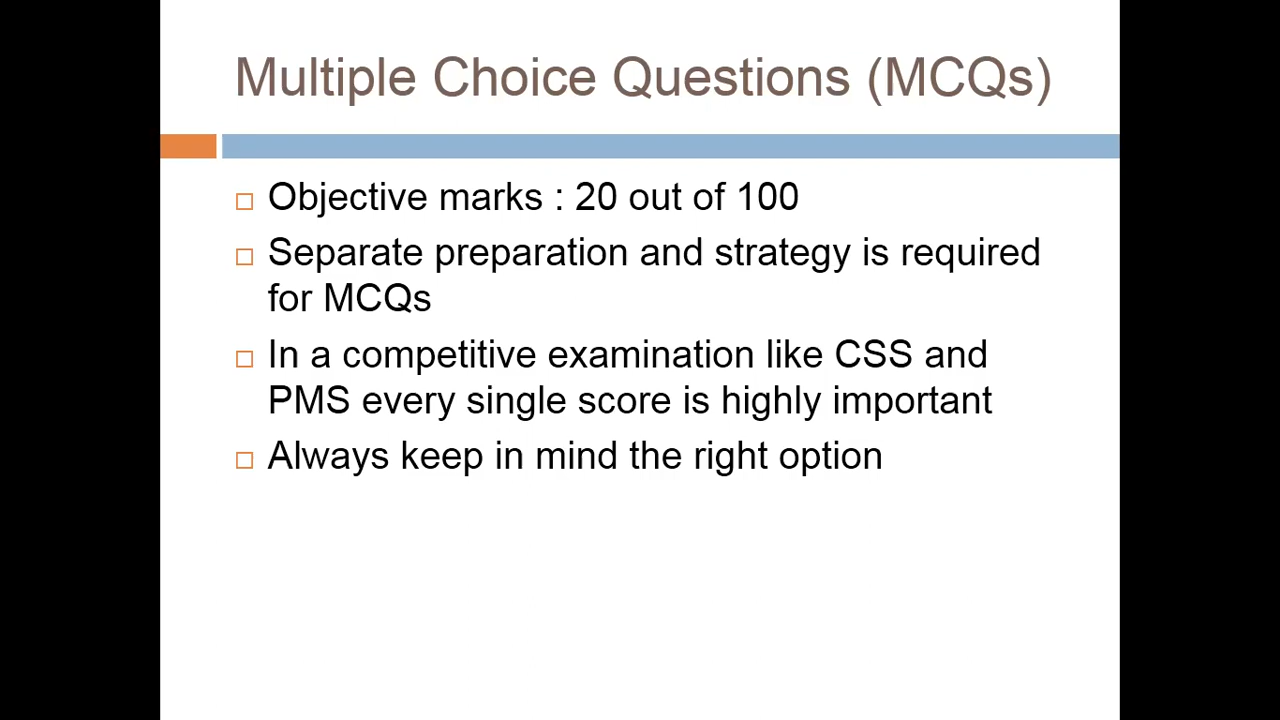 Multiple Choice Questions (MCQs)
Objective marks : 20 out of 100
Separate preparation and strategy is required
for MCQs
In a competitive examination like CSS and
PMS every single score is highly important
Always keep in mind the right option